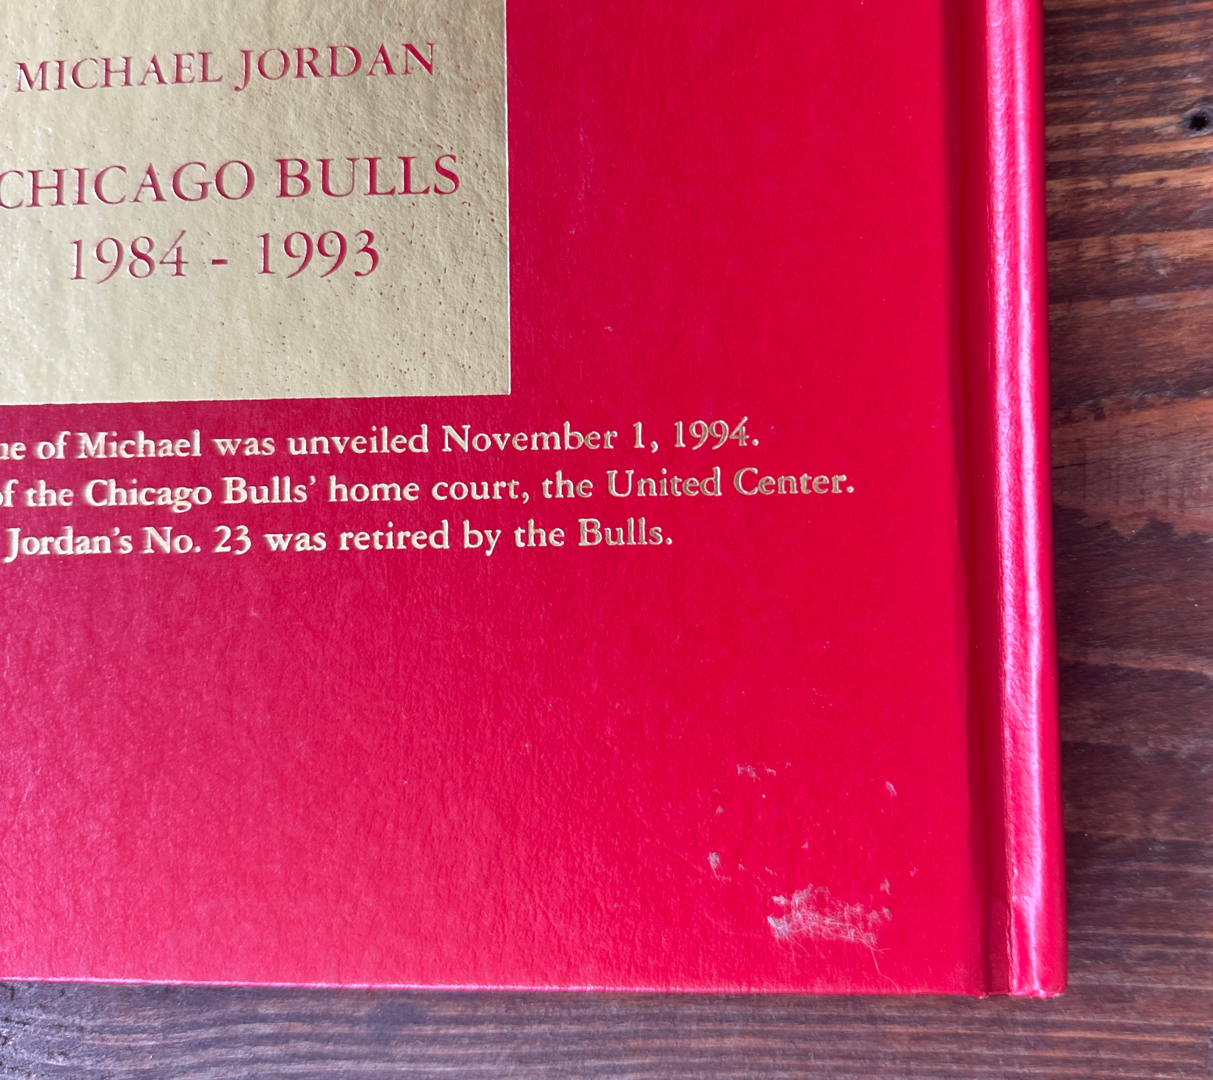 MICHAEL JORDAN
CHICAGO BULLS
1984 - 1993
of Michael was unveiled November 1, 1994.
of the Chicago Bulls' home court, the United Center.
Jordan's No. 23 was retired by the Bulls.